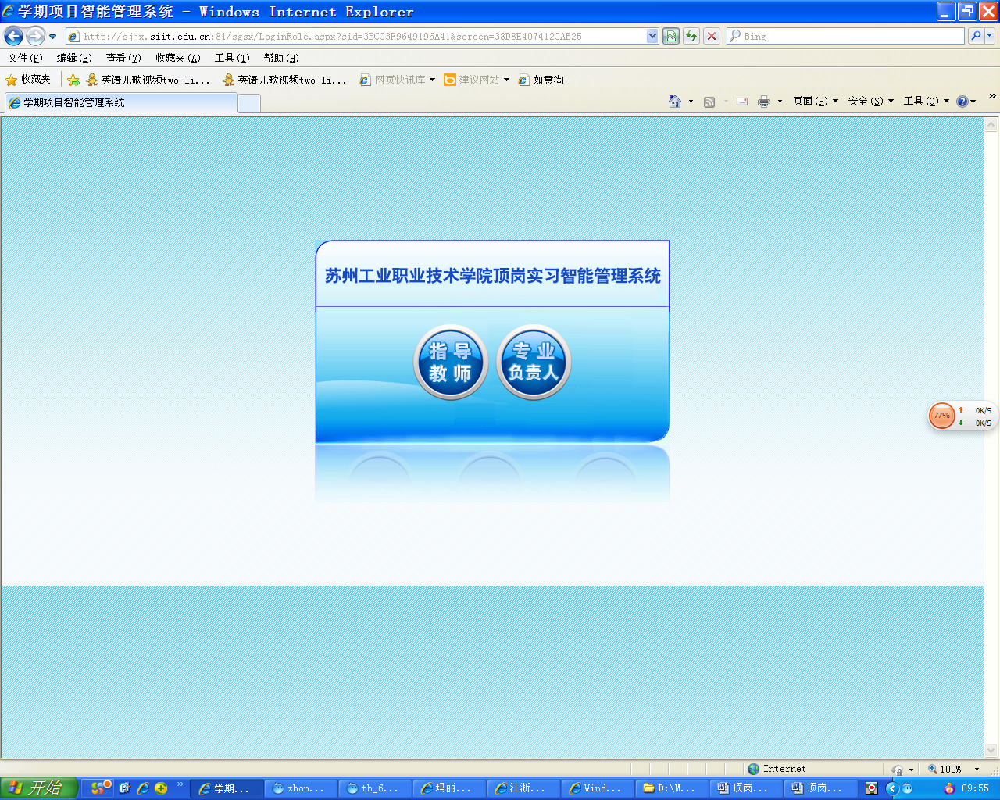 学期项目智能管理系统 - Windows Internet Explorer
http://sjjx.siit.edu.cn:81/sgsx/LoginRole.aspx?sid=3BCC3F9649196A41&screen=38D8E407412CAB25
Bing
文件(F) 编辑(E) 查看(V) 收藏夹(A) 工具(T) 帮助(H)
收藏夹 英语儿歌视频two li... 英语儿歌视频two li... 网页快讯库 建议网站 如意淘
学期项目智能管理系统
页面(P) 安全(S) 工具(O)
苏州工业职业技术学院顶岗实习智能管理系统
指导
教师
专业
负责人
77% 0K/S
0K/S
Internet 100%
开始 学期... zhon... tb_6... 玛丽... 江浙... Wind... D:\M... 顶岗... 顶岗... 09:55